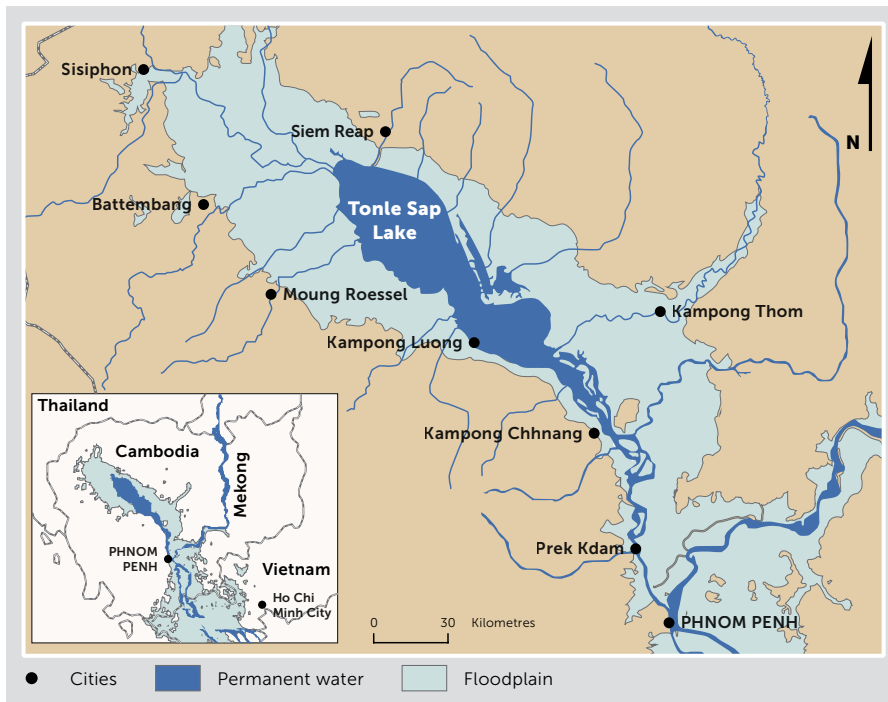 Sisiphon
Siem Reap
N
Battembang
Tonle Sap
Lake
Moung Roessel
Kampong Thom
Kampong Luong
Kampong Chhnang
Prek Kdam
PHNOM PENH
Thailand
Cambodia
Mekong
PHNOM
PENH
Vietnam
Ho Chi
Minh City
0 30 Kilometres
Cities Permanent water Floodplain